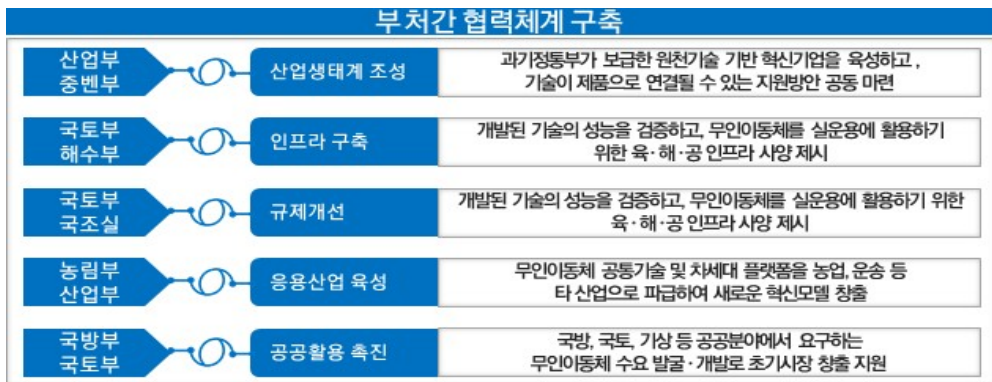 부처간 협력체계 구축
산업부
중벤부
산업생태계 조성
과기정통부가 보급한 원천기술 기반 혁신기업을 육성하고,
기술이 제품으로 연결될 수 있는 지원방안 공동 마련
국토부
해수부
인프라 구축
개발된 기술의 성능을 검증하고, 무인이동체를 실운용에 활용하기
위한 육·해·공 인프라 사양 제시
국토부
국조실
규제개선
개발된 기술의 성능을 검증하고, 무인이동체를 실운용에 활용하기 위한
육·해·공 인프라 사양 제시
농림부
산업부
응용산업 육성
무인이동체 공통기술 및 차세대 플랫폼을 농업, 운송 등
타 산업으로 파급하여 새로운 혁신모델 창출
국방부
국토부
공공활용 촉진
국방, 국토, 기상 등 공공분야에서 요구하는
무인이동체 수요 발굴·개발로 초기시장 창출 지원